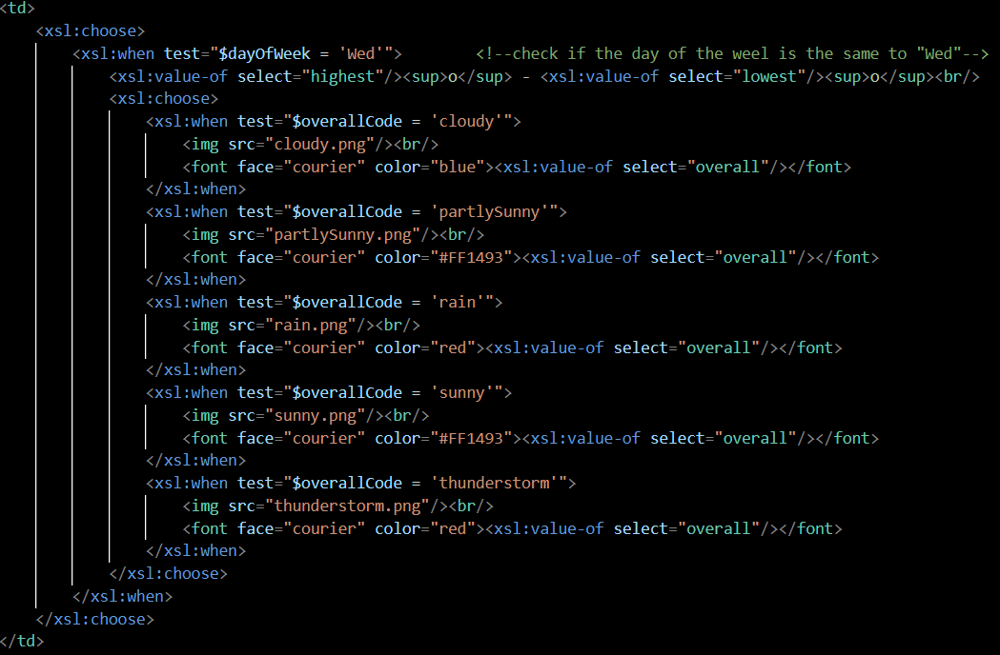 <td>
    <xsl:choose>
        <xsl:when test="$dayOfWeek = 'Wed'">        <!--check if the day of the weel is the same to "Wed"-->
            <xsl:value-of select="highest"/><sup>o</sup> - <xsl:value-of select="lowest"/><sup>o</sup><br/>
            <xsl:choose>
                <xsl:when test="$overallCode = 'cloudy'">
                    <img src="cloudy.png"/><br/>
                    <font face="courier" color="blue"><xsl:value-of select="overall"/></font>
                </xsl:when>
                <xsl:when test="$overallCode = 'partlySunny'">
                    <img src="partlySunny.png"/><br/>
                    <font face="courier" color="#FF1493"><xsl:value-of select="overall"/></font>
                </xsl:when>
                <xsl:when test="$overallCode = 'rain'">
                    <img src="rain.png"/><br/>
                    <font face="courier" color="red"><xsl:value-of select="overall"/></font>
                </xsl:when>
                <xsl:when test="$overallCode = 'sunny'">
                    <img src="sunny.png"/><br/>
                    <font face="courier" color="#FF1493"><xsl:value-of select="overall"/></font>
                </xsl:when>
                <xsl:when test="$overallCode = 'thunderstorm'">
                    <img src="thunderstorm.png"/><br/>
                    <font face="courier" color="red"><xsl:value-of select="overall"/></font>
                </xsl:when>
            </xsl:choose>
        </xsl:when>
    </xsl:choose>
</td>